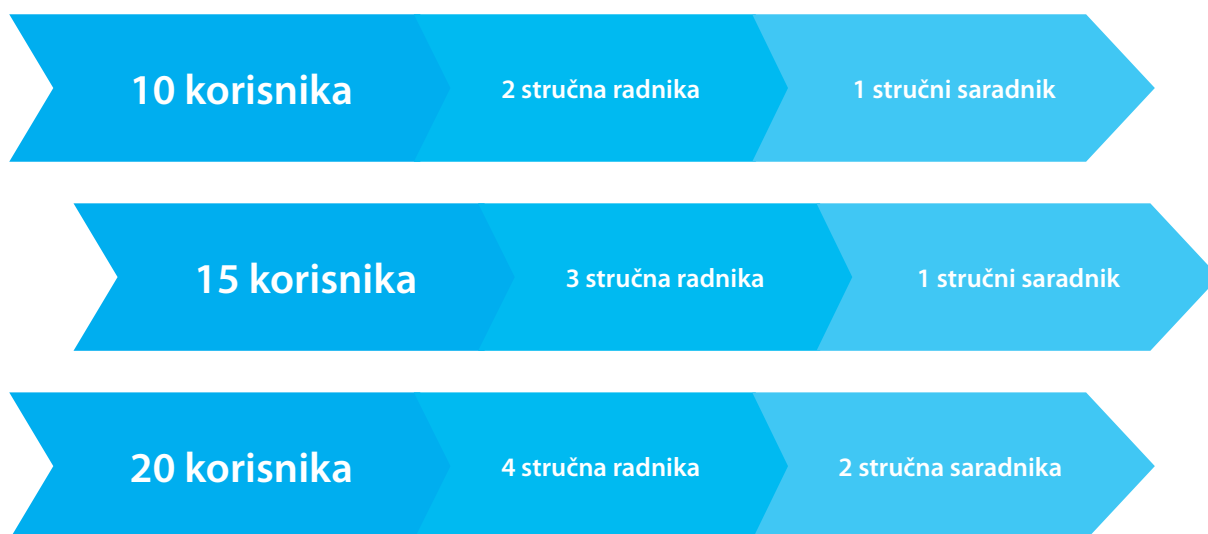 10 korisnika 2 stručna radnika 1 stručni saradnik
15 korisnika 3 stručna radnika 1 stručni saradnik
20 korisnika 4 stručna radnika 2 stručna saradnika